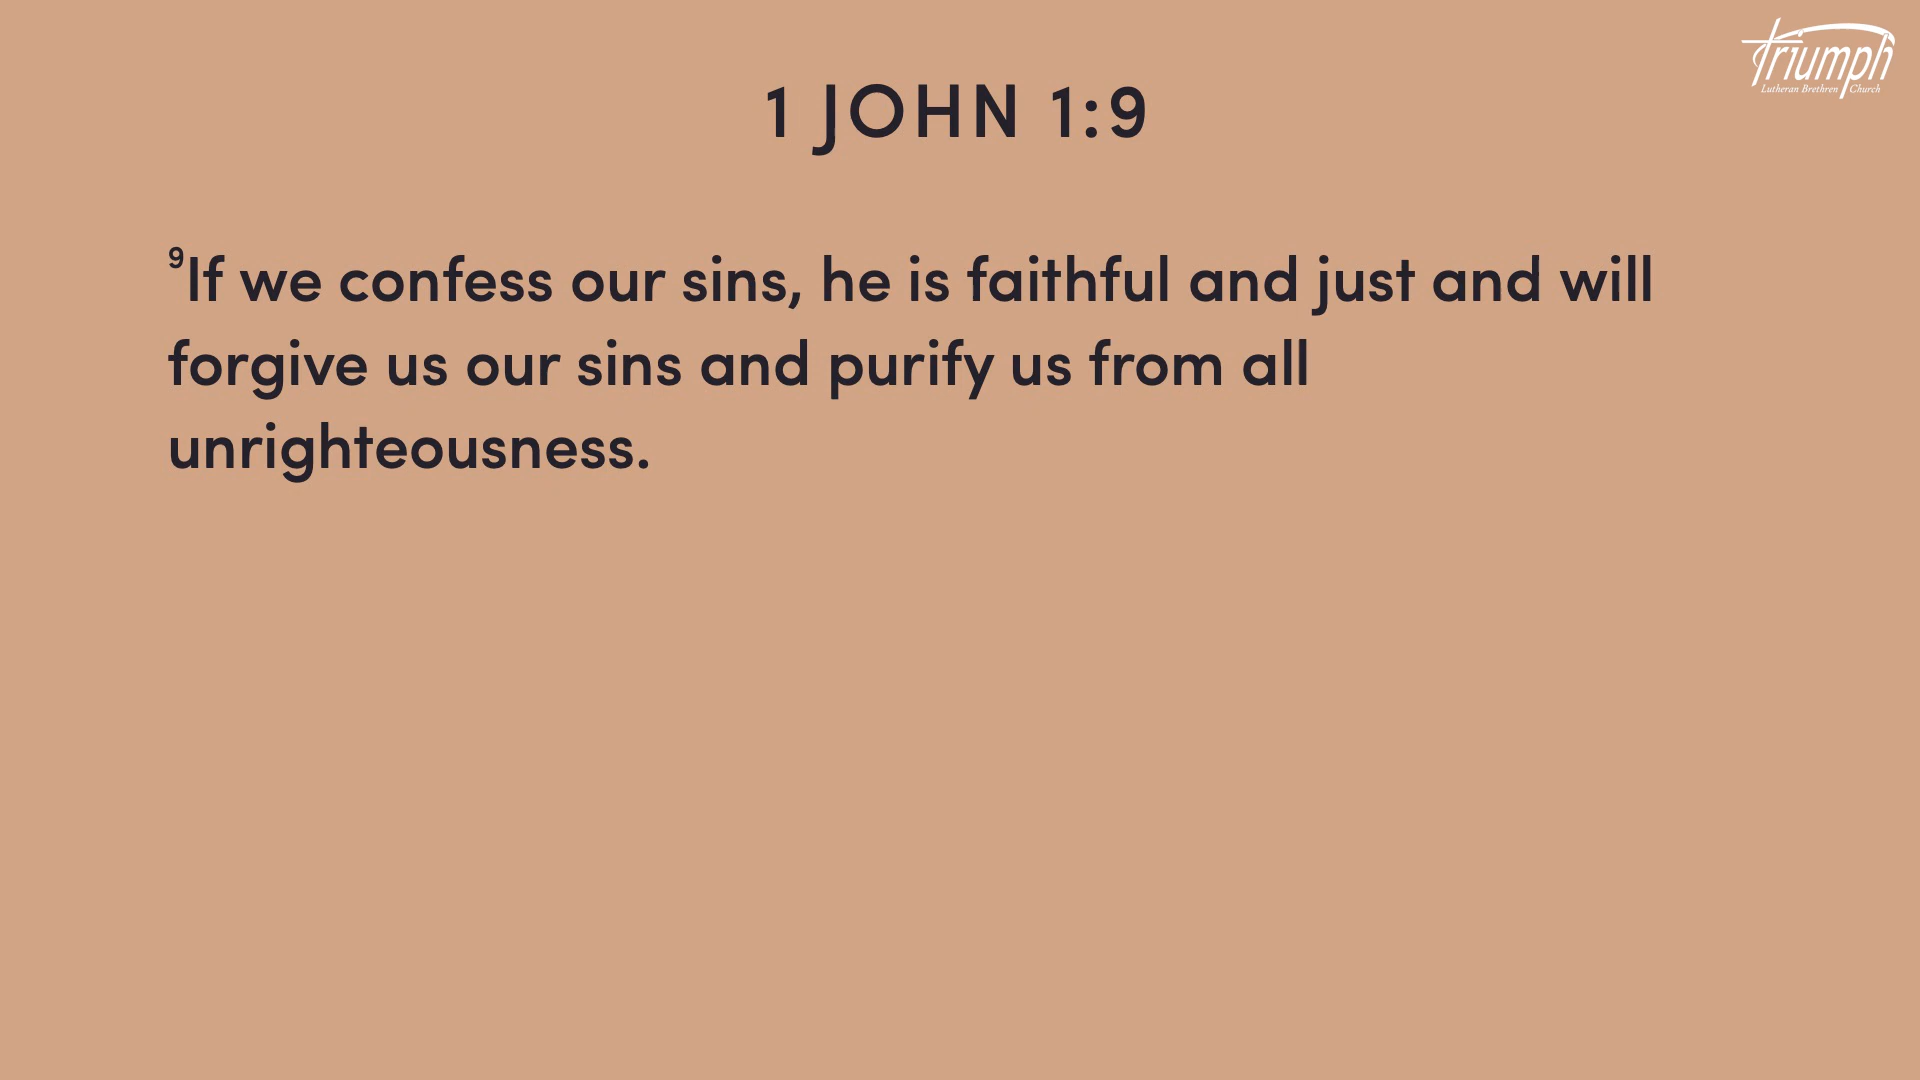 triumph
Lutheran Brethren Church
1 JOHN 1:9
⁹If we confess our sins, he is faithful and just and will
forgive us our sins and purify us from all
unrighteousness.